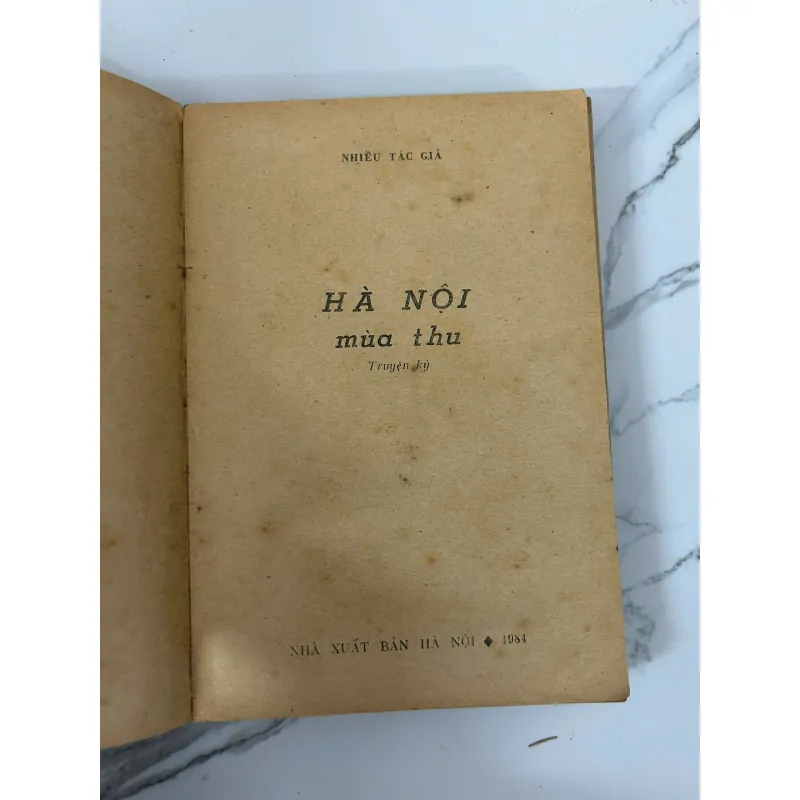 NHIỀU TÁC GIẢ
HÀ NỘI
mùa thu
Truyện ký
NHÀ XUẤT BẢN HÀ NỘI ◆ 1984